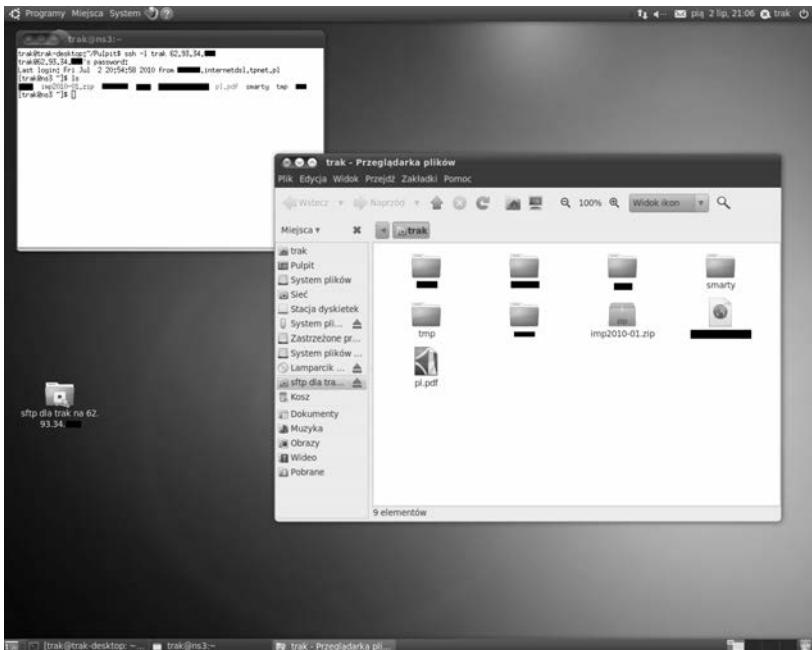 Programy Miejsca System
pią 2 lip, 21:06 trak
trak@ns3:~
trak@trak-desktop:~/Pulpit$ ssh -l trak 62.93.34.
trak@62.93.34. 's password:
Last login: Fri Jul 2 20:54:58 2010 from .internetdsl.tpnet.pl
[trak@ns3 ~]$ ls
imp2010-01.zip pl.pdf smarty tmp
[trak@ns3 ~]$
trak - Przeglądarka plików
Plik Edycja Widok Przejdź Zakładki Pomoc
Wstecz Naprzód 100% Widok ikon
Miejsca trak
trak
Pulpit
System plików
Sieć
Stacja dyskietek
System pli...
Zastrzeżone pr...
System plików ...
Lamparcik ...
sftp dla tra...
Kosz
Dokumenty
Muzyka
Obrazy
Wideo
Pobrane
smarty
tmp
imp2010-01.zip
pl.pdf
9 elementów
sftp dla trak na 62.
93.34.
[trak@trak-desktop: ~... trak@ns3:~ trak - Przeglądarka pli...